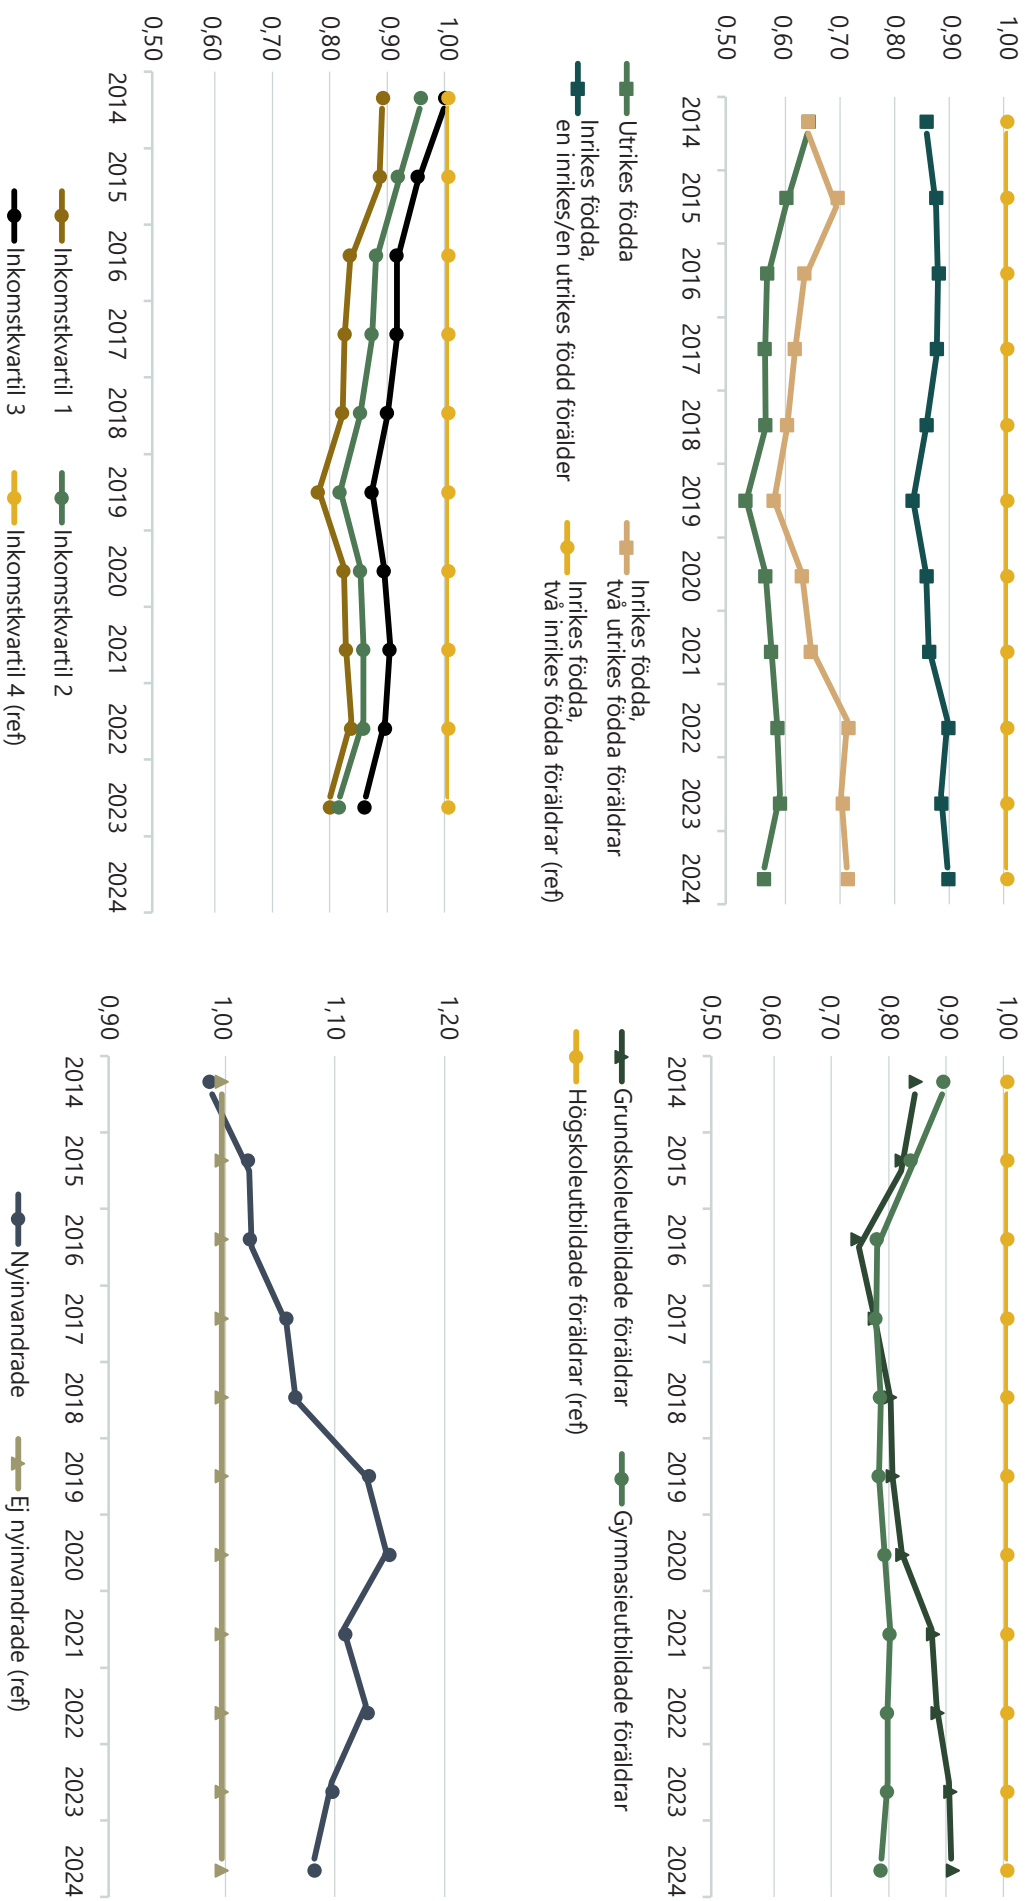 1,00
0,90
0,80
0,70
0,60
0,50
2014 2015 2016 2017 2018 2019 2020 2021 2022 2023 2024
Utrikes födda
Inrikes födda,
två utrikes födda föräldrar
Inrikes födda,
en inrikes/en utrikes född förälder
Inrikes födda,
två inrikes födda föräldrar (ref)
1,00
0,90
0,80
0,70
0,60
0,50
2014 2015 2016 2017 2018 2019 2020 2021 2022 2023 2024
Grundskoleutbildade föräldrar
Gymnasieutbildade föräldrar
Högskoleutbildade föräldrar (ref)
1,00
0,90
0,80
0,70
0,60
0,50
2014 2015 2016 2017 2018 2019 2020 2021 2022 2023 2024
Inkomstkvartil 1
Inkomstkvartil 2
Inkomstkvartil 3
Inkomstkvartil 4 (ref)
1,20
1,10
1,00
0,90
2014 2015 2016 2017 2018 2019 2020 2021 2022 2023 2024
Nyinvandrade
Ej nyinvandrade (ref)